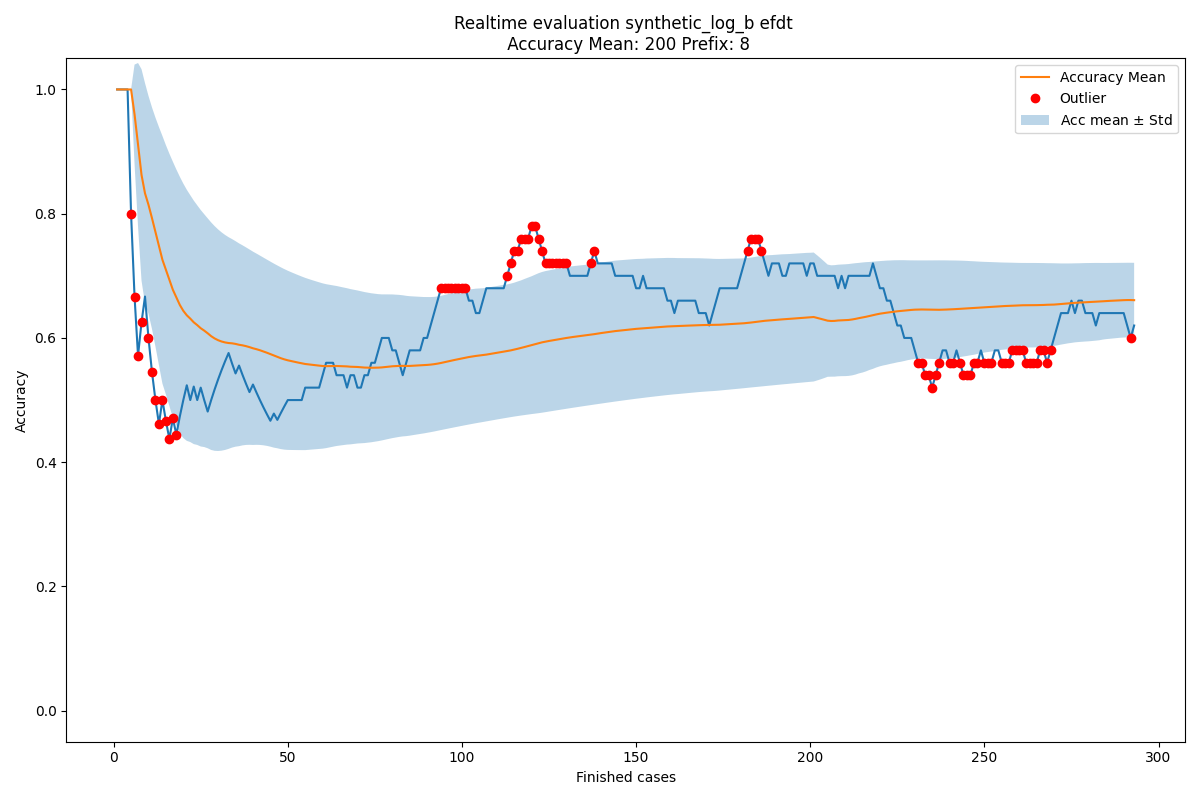 Realtime evaluation synthetic_log_b efdt
Accuracy Mean: 200 Prefix: 8
Accuracy Mean
Outlier
Acc mean ± Std
1.0
0.8
0.6
0.4
0.2
0.0
Accuracy
0 50 100 150 200 250 300
Finished cases